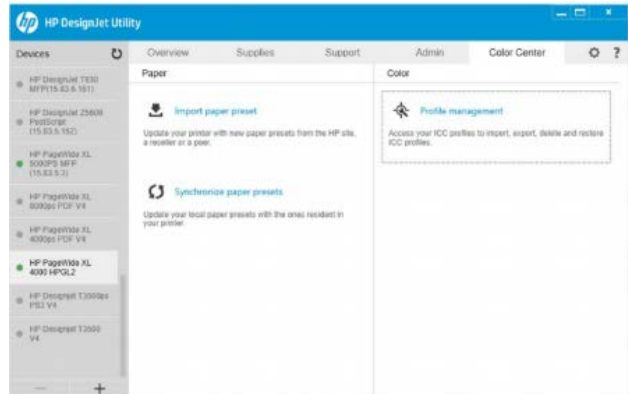 hp HP DesignJet Utility
Devices
Overview
Supplies
Support
Admin
Color Center
?
HP DesignJet T830
MFP(15.83.6.161)
HP DesignJet Z5600
PostScript
(15.83.5.152)
HP PageWide XL
5000PS MFP
(15.83.5.3)
HP PageWide XL
8000ps PDF V4
HP PageWide XL
4000ps PDF V4
HP PageWide XL
4000 HPGL2
HP Designjet T3500ps
PS3 V4
HP Designjet T3500
V4
Paper
Import paper preset
Update your printer with new paper presets from the HP site,
a reseller or a peer.
Synchronize paper presets
Update your local paper presets with the ones resident in
your printer.
Color
Profile management
Access your ICC profiles to import, export, delete and restore
ICC profiles.